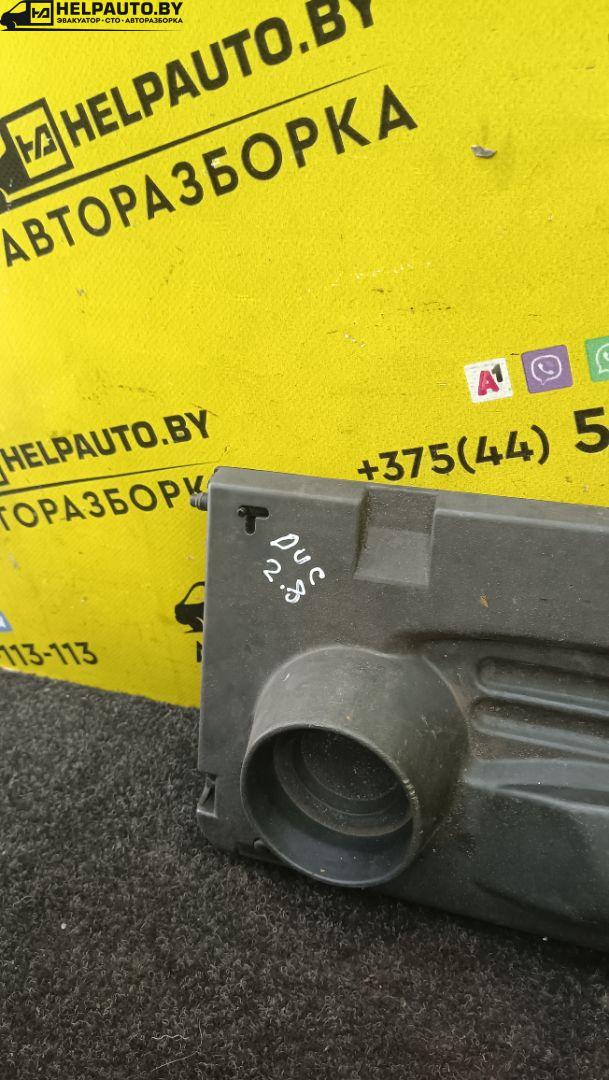 HELPAUTO.BY
ЭВАКУАТОР · СТО · АВТОРАЗБОРКА
HELPAUTO.BY
АВТОРАЗБОРКА
A1
+375(44) 5
HELPAUTO.BY
ТОРАЗБОРК
-113-113
DUC
2.8